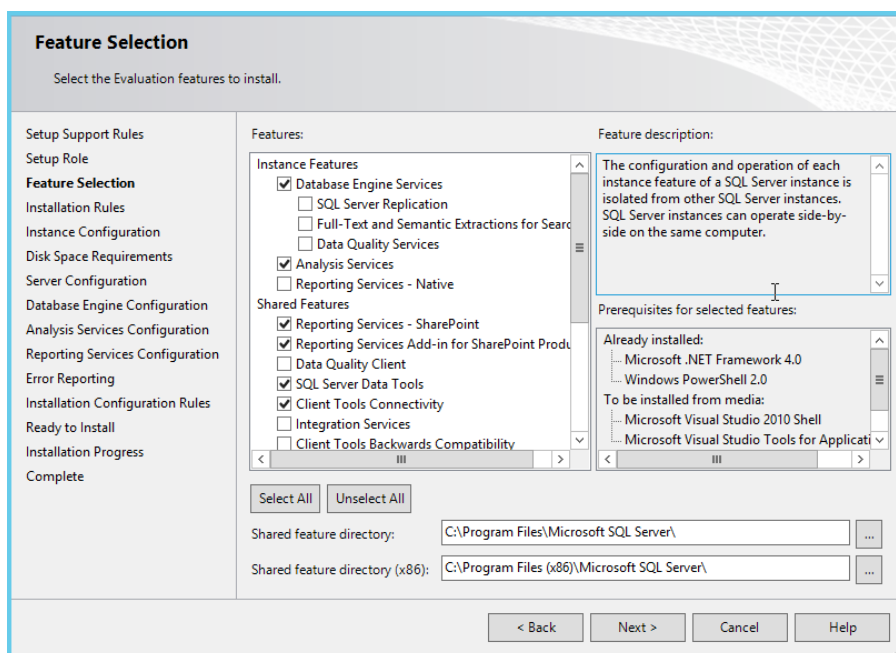 Feature Selection
Select the Evaluation features to install.
Setup Support Rules
Setup Role
Feature Selection
Installation Rules
Instance Configuration
Disk Space Requirements
Server Configuration
Database Engine Configuration
Analysis Services Configuration
Reporting Services Configuration
Error Reporting
Installation Configuration Rules
Ready to Install
Installation Progress
Complete
Features:
Instance Features
Database Engine Services
SQL Server Replication
Full-Text and Semantic Extractions for Searc
Data Quality Services
Analysis Services
Reporting Services - Native
Shared Features
Reporting Services - SharePoint
Reporting Services Add-in for SharePoint Produ
Data Quality Client
SQL Server Data Tools
Client Tools Connectivity
Integration Services
Client Tools Backwards Compatibility
Feature description:
The configuration and operation of each
instance feature of a SQL Server instance is
isolated from other SQL Server instances.
SQL Server instances can operate side-by-
side on the same computer.
Prerequisites for selected features:
Already installed:
Microsoft .NET Framework 4.0
Windows PowerShell 2.0
To be installed from media:
Microsoft Visual Studio 2010 Shell
Microsoft Visual Studio Tools for Applicati
Select All
Unselect All
Shared feature directory:
C:\Program Files\Microsoft SQL Server\
...
Shared feature directory (x86):
C:\Program Files (x86)\Microsoft SQL Server\
...
< Back
Next >
Cancel
Help